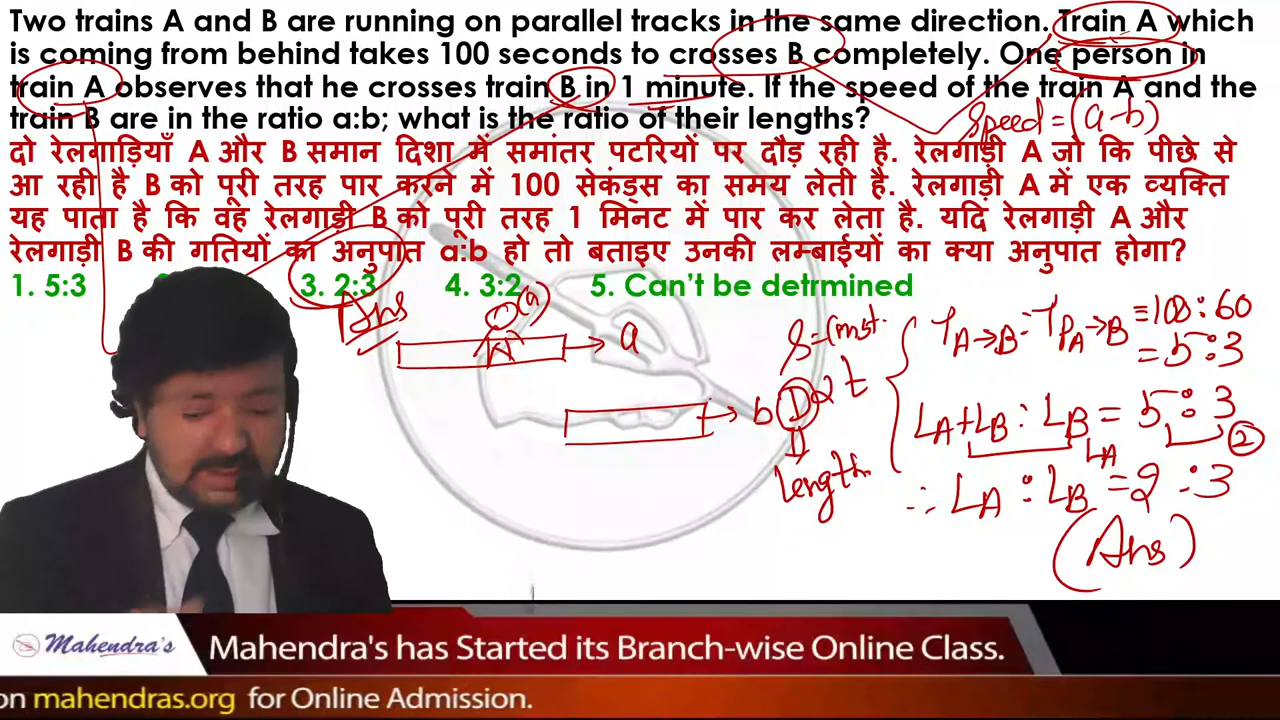 Two trains A and B are running on parallel tracks in the same direction. Train A which
is coming from behind takes 100 seconds to crosses B completely. One person in
train A observes that he crosses train B in 1 minute. If the speed of the train A and the
train B are in the ratio a:b; what is the ratio of their lengths?
speed = (a-b)
दो रेलगाड़ियाँ A और B समान दिशा में समांतर पटरियों पर दौड़ रही है. रेलगाड़ी A जो कि पीछे से
आ रही है B को पूरी तरह पार करने में 100 सेकंड्स का समय लेती है. रेलगाड़ी A में एक व्यक्ति
यह पाता है कि वह रेलगाड़ी B को पूरी तरह 1 मिनट में पार कर लेता है. यदि रेलगाड़ी A और
रेलगाड़ी B की गतियों का अनुपात a:b हो तो बताइए उनकी लम्बाईयों का क्या अनुपात होगा?
1. 5:3 3. 2:3 4. 3:2 5. Can't be detrmined
Ans
(a)
A
a
b
S = Const.
D α t
D
length
T A→B : T PA→B = 100:60
= 5:3
LA+LB : LB = 5:3
LA
2
∴ LA : LB = 2:3
(Ans)
Mahendra's
Mahendra's has Started its Branch-wise Online Class.
on mahendras.org for Online Admission.